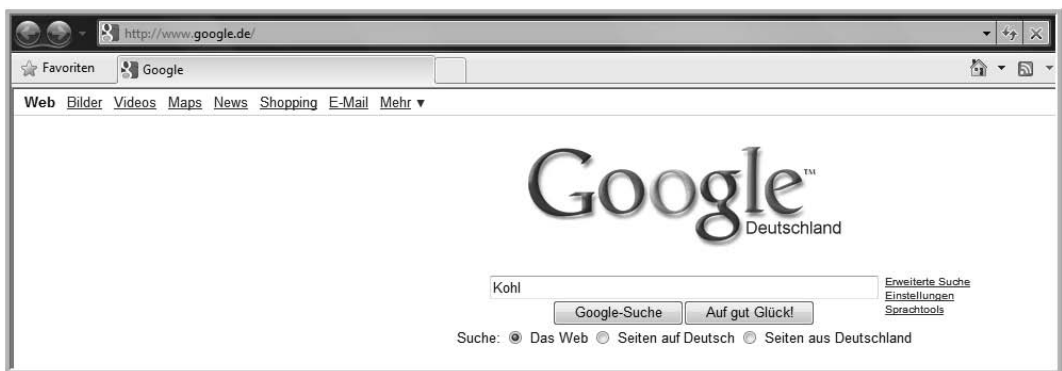 http://www.google.de/
Favoriten Google
Web Bilder Videos Maps News Shopping E-Mail Mehr ▼
Google™
Deutschland
Kohl
Erweiterte Suche
Einstellungen
Sprachtools
Google-Suche Auf gut Glück!
Suche: Das Web Seiten auf Deutsch Seiten aus Deutschland